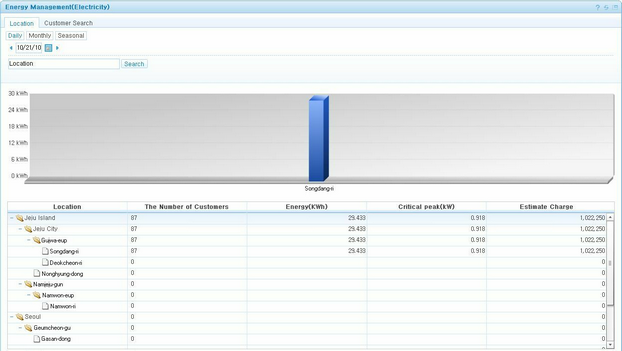 Energy Management(Electricity)
Location Customer Search
Daily Monthly Seasonal
10/21/10
Location Search
30 kWh
24 kWh
18 kWh
12 kWh
6 kWh
0 kWh
Songdang-ri
Location The Number of Customers Energy(KWh) Critical peak(kW) Estimate Charge
Jeju Island 87 29.433 0.918 1,022,250
Jeju City 87 29.433 0.918 1,022,250
Gujwa-eup 87 29.433 0.918 1,022,250
Songdang-ri 87 29.433 0.918 1,022,250
Deokcheon-ri 0 0
Nonghyung-dong 0 0
Namjeju-gun 0 0
Namwon-eup 0 0
Namwon-ri 0 0
Seoul 0 0
Geumcheon-gu 0 0
Gasan-dong 0 0